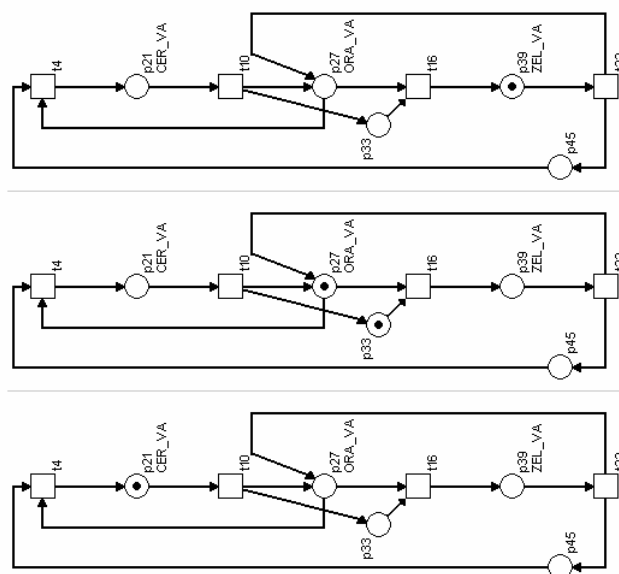 t4
p21
CER_VA
t10
p27
ORA_VA
p33
t16
p39
ZEL_VA
p45
t4
p21
CER_VA
t10
p27
ORA_VA
p33
t16
p39
ZEL_VA
p45
t4
p21
CER_VA
t10
p27
ORA_VA
p33
t16
p39
ZEL_VA
p45